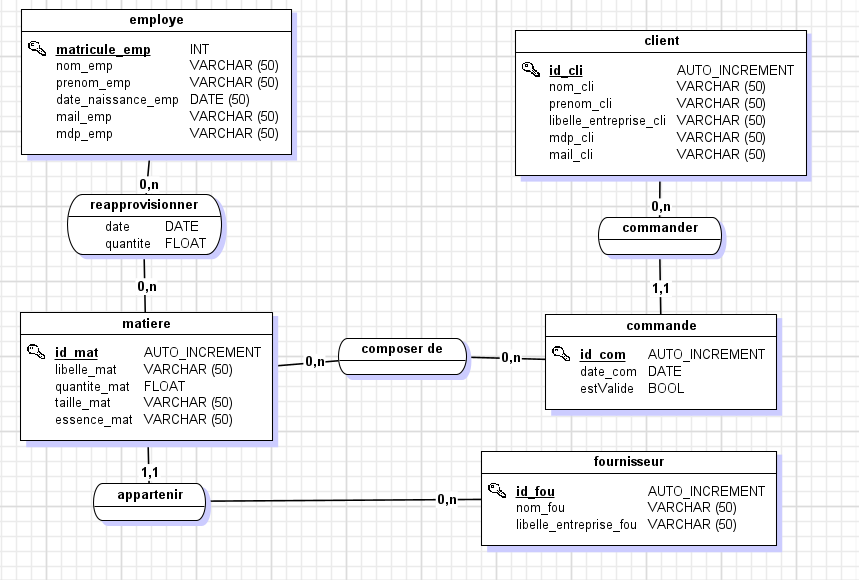 employe
matricule_emp INT
nom_emp VARCHAR (50)
prenom_emp VARCHAR (50)
date_naissance_emp DATE (50)
mail_emp VARCHAR (50)
mdp_emp VARCHAR (50)
client
id_cli AUTO_INCREMENT
nom_cli VARCHAR (50)
prenom_cli VARCHAR (50)
libelle_entreprise_cli VARCHAR (50)
mdp_cli VARCHAR (50)
mail_cli VARCHAR (50)
0,n
reapprovisionner
date DATE
quantite FLOAT
0,n
0,n
commander
1,1
matiere
id_mat AUTO_INCREMENT
libelle_mat VARCHAR (50)
quantite_mat FLOAT
taille_mat VARCHAR (50)
essence_mat VARCHAR (50)
0,n
composer de
0,n
commande
id_com AUTO_INCREMENT
date_com DATE
estValide BOOL
1,1
appartenir
0,n
fournisseur
id_fou AUTO_INCREMENT
nom_fou VARCHAR (50)
libelle_entreprise_fou VARCHAR (50)